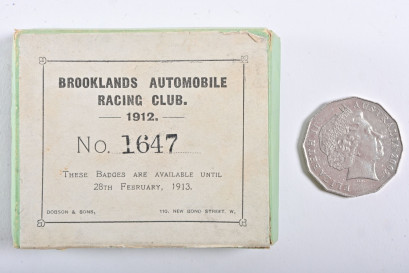 BROOKLANDS AUTOMOBILE
RACING CLUB.
— 1912. —
No. 1647
THESE BADGES ARE AVAILABLE UNTIL
28TH FEBRUARY, 1913.
& SONS, 110, NEW BOND STREET, W.